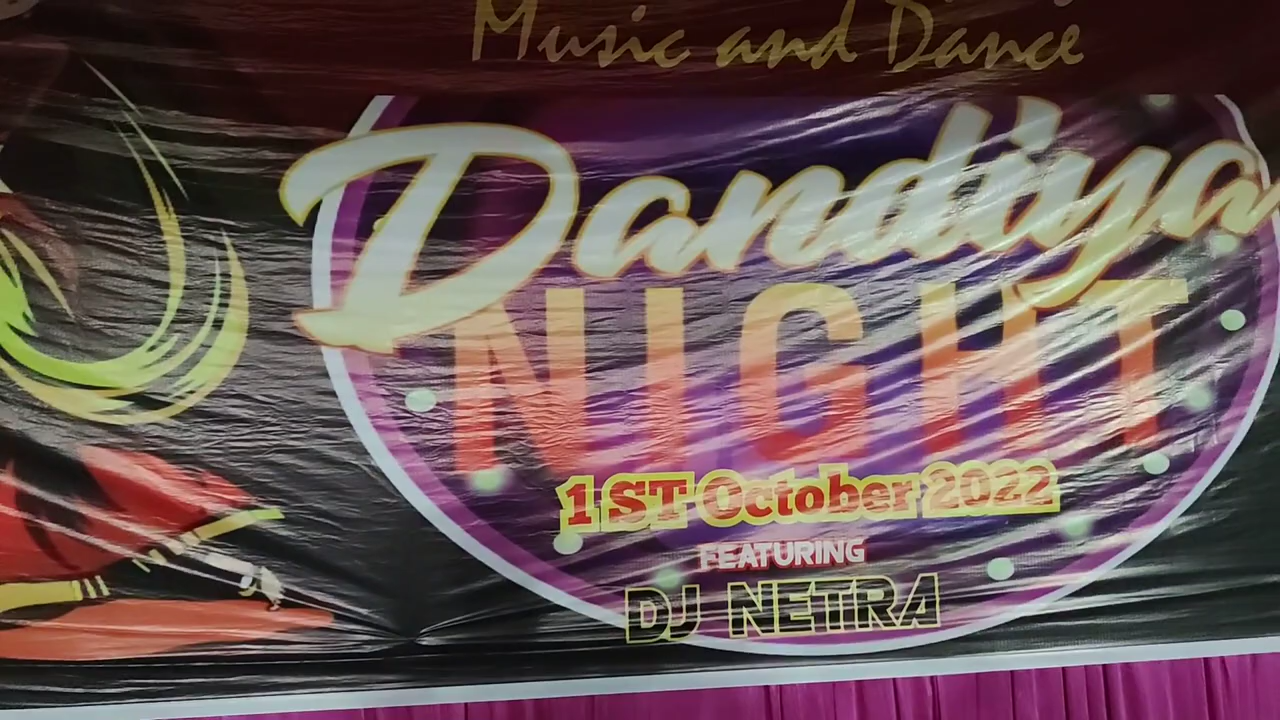 Music and Dance
Dandiya
NIGHT
1 ST October 2022
FEATURING
DJ NETRA